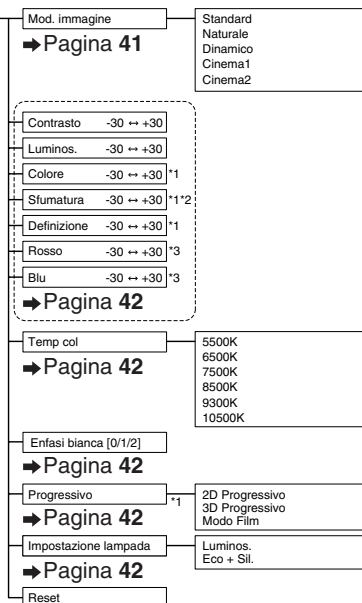 Mod. immagine
➡Pagina 41
Standard
Naturale
Dinamico
Cinema1
Cinema2
Contrasto -30 ↔ +30
Luminos. -30 ↔ +30
Colore -30 ↔ +30 *1
Sfumatura -30 ↔ +30 *1*2
Definizione -30 ↔ +30 *1
Rosso -30 ↔ +30 *3
Blu -30 ↔ +30 *3
➡Pagina 42
Temp col
➡Pagina 42
5500K
6500K
7500K
8500K
9300K
10500K
Enfasi bianca [0/1/2]
➡Pagina 42
Progressivo *1
➡Pagina 42
2D Progressivo
3D Progressivo
Modo Film
Impostazione lampada
➡Pagina 42
Luminos.
Eco + Sil.
Reset